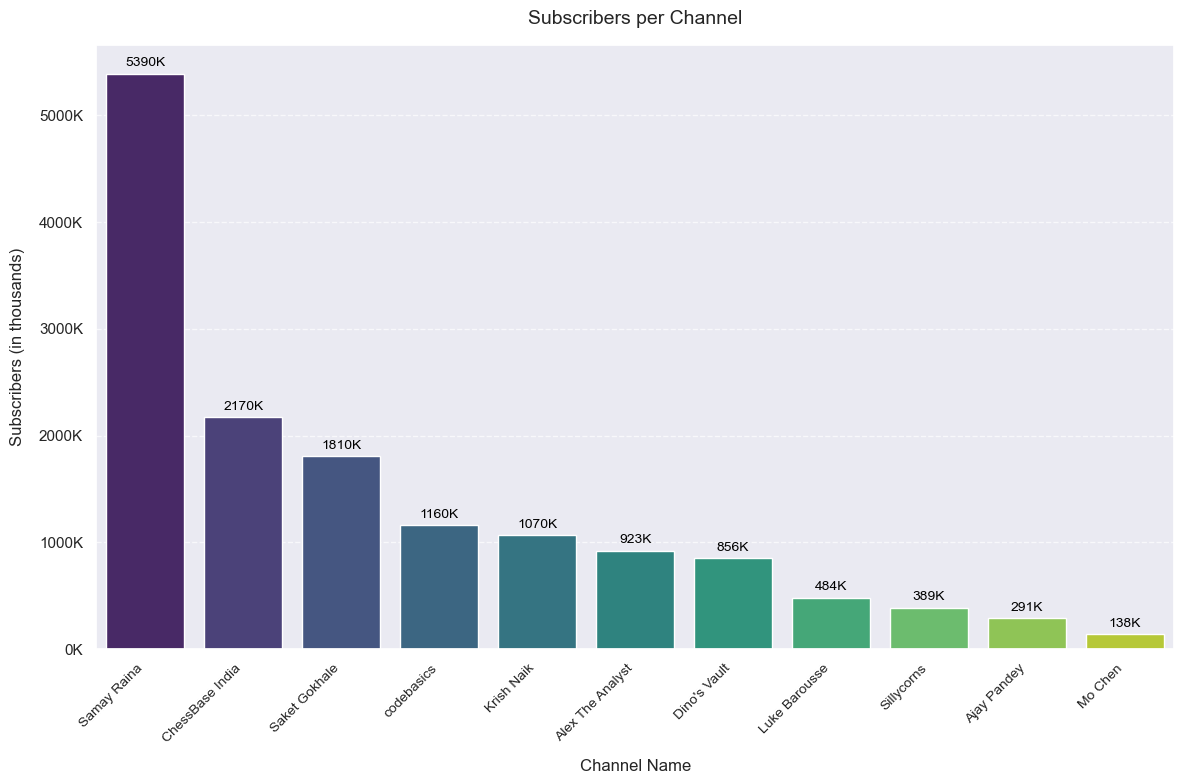 Subscribers per Channel
Subscribers (in thousands)
5000K
4000K
3000K
2000K
1000K
0K
5390K
2170K
1810K
1160K
1070K
923K
856K
484K
389K
291K
138K
Samay Raina
ChessBase India
Saket Gokhale
codebasics
Krish Naik
Alex The Analyst
Dino's Vault
Luke Barousse
Sillycorns
Ajay Pandey
Mo Chen
Channel Name